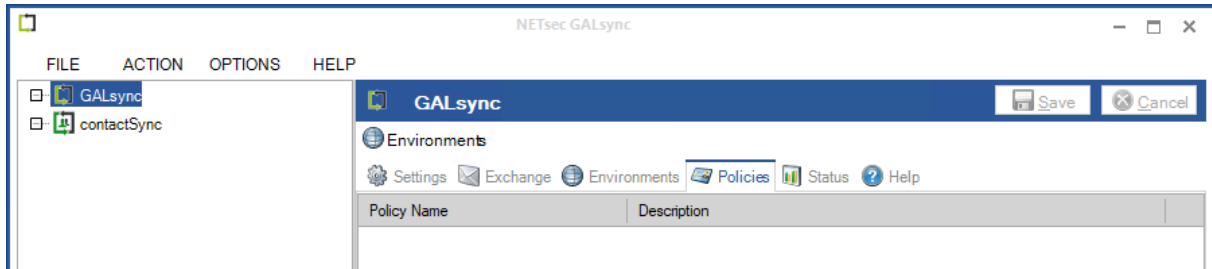 NETsec GALsync
FILE ACTION OPTIONS HELP
GALsync
contactSync
GALsync Save Cancel
Environments
Settings Exchange Environments Policies Status Help
Policy Name Description